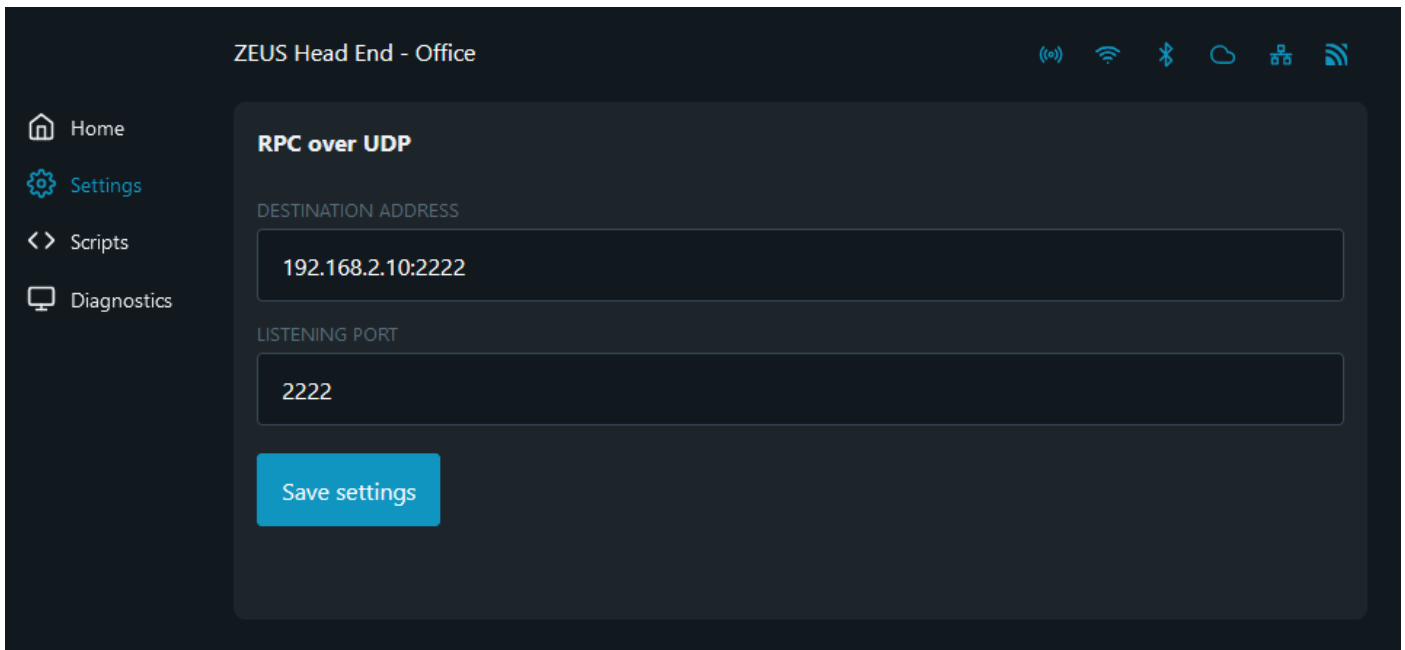 ZEUS Head End - Office
Home
Settings
Scripts
Diagnostics
RPC over UDP
DESTINATION ADDRESS
192.168.2.10:2222
LISTENING PORT
2222
Save settings